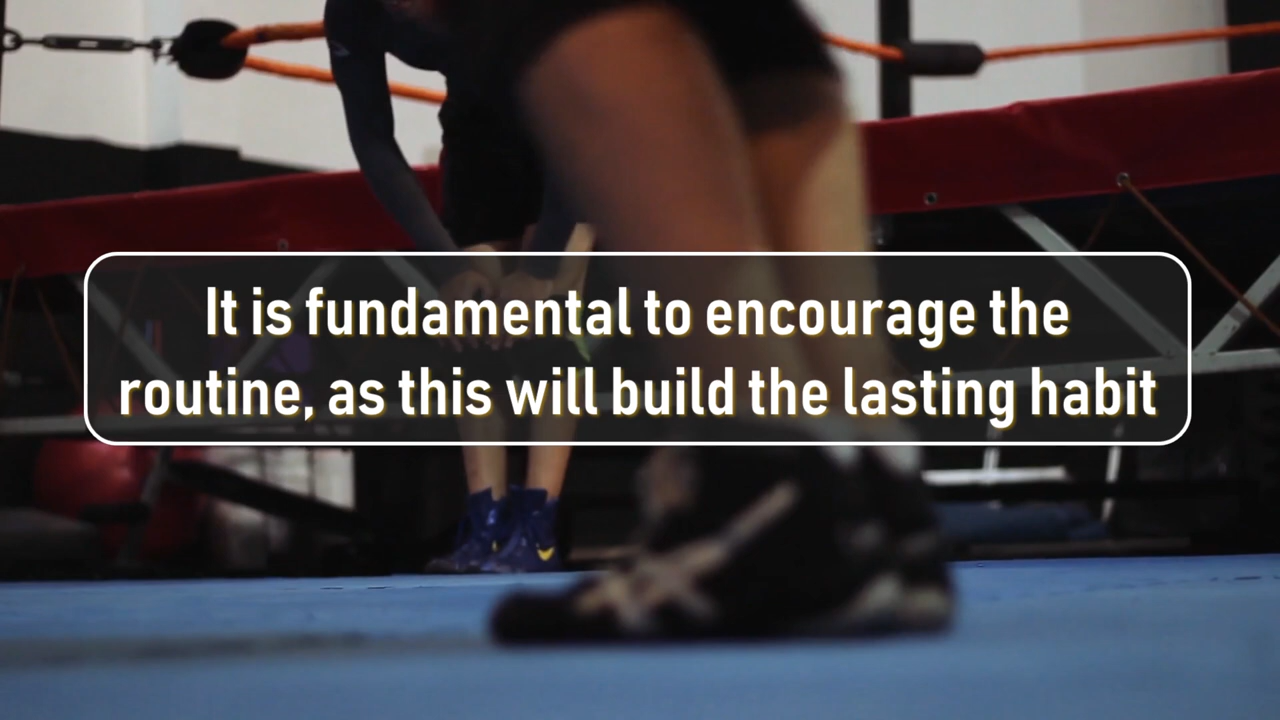 It is fundamental to encourage the
routine, as this will build the lasting habit